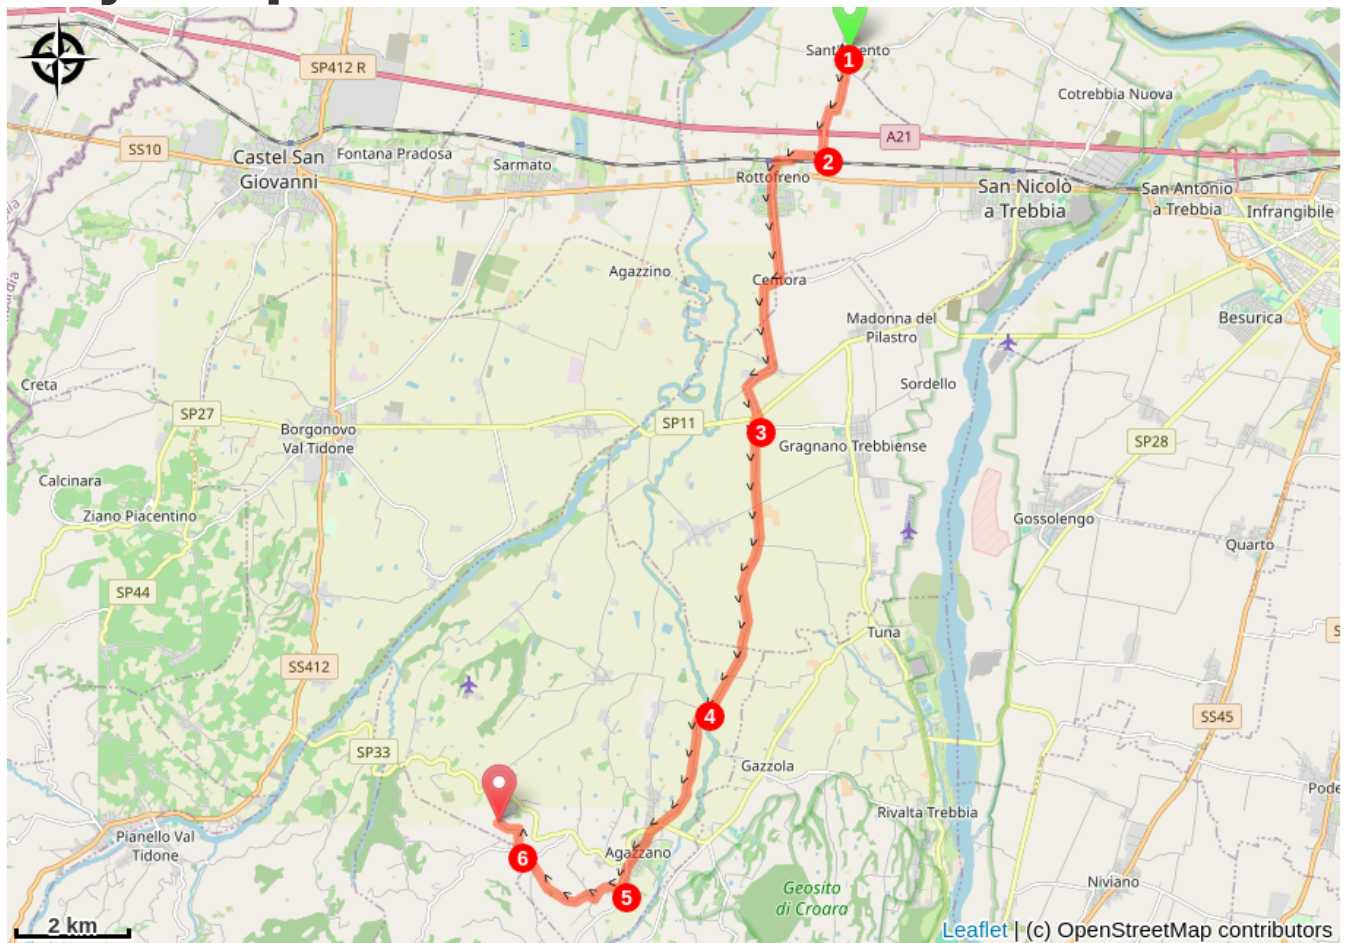 Sant'Imento
1
SP412 R
Cotrebbia Nuova
A21
SS10
Castel San
Giovanni
Fontana Pradosa
Sarmato
2
Rottofreno
San Nicolò
a Trebbia
San Antonio
a Trebbia
Infrangibile
Agazzino
Centora
Madonna del
Pilastro
Besurica
Creta
Sordello
SP27
SP11
3
Borgonovo
Val Tidone
Gragnano Trebbiense
SP28
Calcinara
Ziano Piacentino
Gossolengo
Quarto
SP44
Tuna
SS412
4
SS45
SP33
Gazzola
Rivalta Trebbia
Pode
Pianello Val
Tidone
Agazzano
6
5
Geosito
di Croara
Niviano
2 km
Leaflet | (c) OpenStreetMap contributors